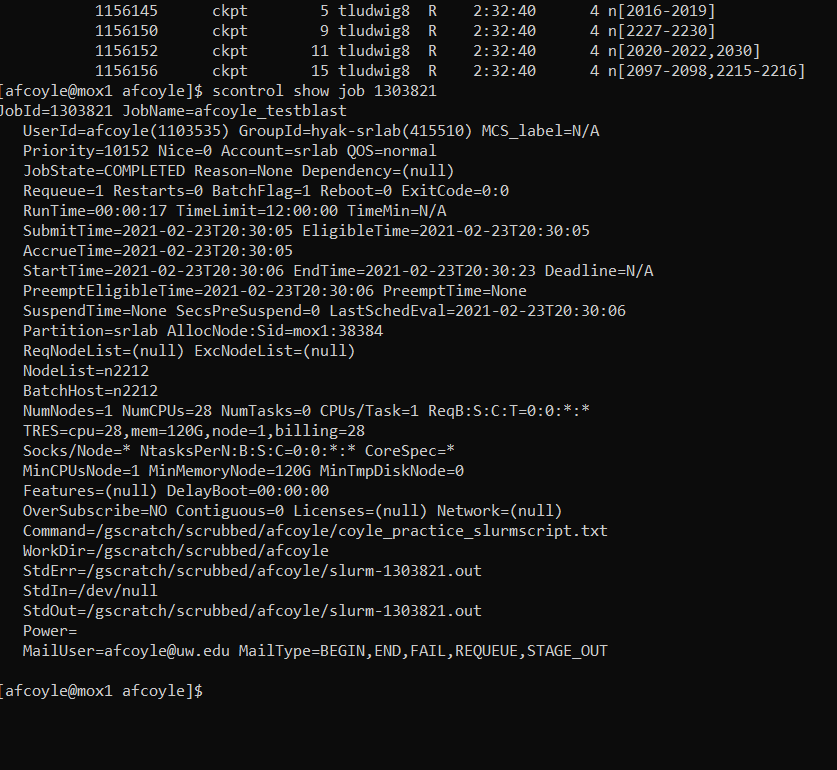 1156145 ckpt 5 tludwig8 R 2:32:40 4 n[2016-2019]
1156150 ckpt 9 tludwig8 R 2:32:40 4 n[2227-2230]
1156152 ckpt 11 tludwig8 R 2:32:40 4 n[2020-2022,2030]
1156156 ckpt 15 tludwig8 R 2:32:40 4 n[2097-2098,2215-2216]
[afcoyle@mox1 afcoyle]$ scontrol show job 1303821
JobId=1303821 JobName=afcoyle_testblast
UserId=afcoyle(1103535) GroupId=hyak-srlab(415510) MCS_label=N/A
Priority=10152 Nice=0 Account=srlab QOS=normal
JobState=COMPLETED Reason=None Dependency=(null)
Requeue=1 Restarts=0 BatchFlag=1 Reboot=0 ExitCode=0:0
RunTime=00:00:17 TimeLimit=12:00:00 TimeMin=N/A
SubmitTime=2021-02-23T20:30:05 EligibleTime=2021-02-23T20:30:05
AccrueTime=2021-02-23T20:30:05
StartTime=2021-02-23T20:30:06 EndTime=2021-02-23T20:30:23 Deadline=N/A
PreemptEligibleTime=2021-02-23T20:30:06 PreemptTime=None
SuspendTime=None SecsPreSuspend=0 LastSchedEval=2021-02-23T20:30:06
Partition=srlab AllocNode:Sid=mox1:38384
ReqNodeList=(null) ExcNodeList=(null)
NodeList=n2212
BatchHost=n2212
NumNodes=1 NumCPUs=28 NumTasks=0 CPUs/Task=1 ReqB:S:C:T=0:0:*:*
TRES=cpu=28,mem=120G,node=1,billing=28
Socks/Node=* NtasksPerN:B:S:C=0:0:*:* CoreSpec=*
MinCPUsNode=1 MinMemoryNode=120G MinTmpDiskNode=0
Features=(null) DelayBoot=00:00:00
OverSubscribe=NO Contiguous=0 Licenses=(null) Network=(null)
Command=/gscratch/scrubbed/afcoyle/coyle_practice_slurmscript.txt
WorkDir=/gscratch/scrubbed/afcoyle
StdErr=/gscratch/scrubbed/afcoyle/slurm-1303821.out
StdIn=/dev/null
StdOut=/gscratch/scrubbed/afcoyle/slurm-1303821.out
Power=
MailUser=afcoyle@uw.edu MailType=BEGIN,END,FAIL,REQUEUE,STAGE_OUT
[afcoyle@mox1 afcoyle]$